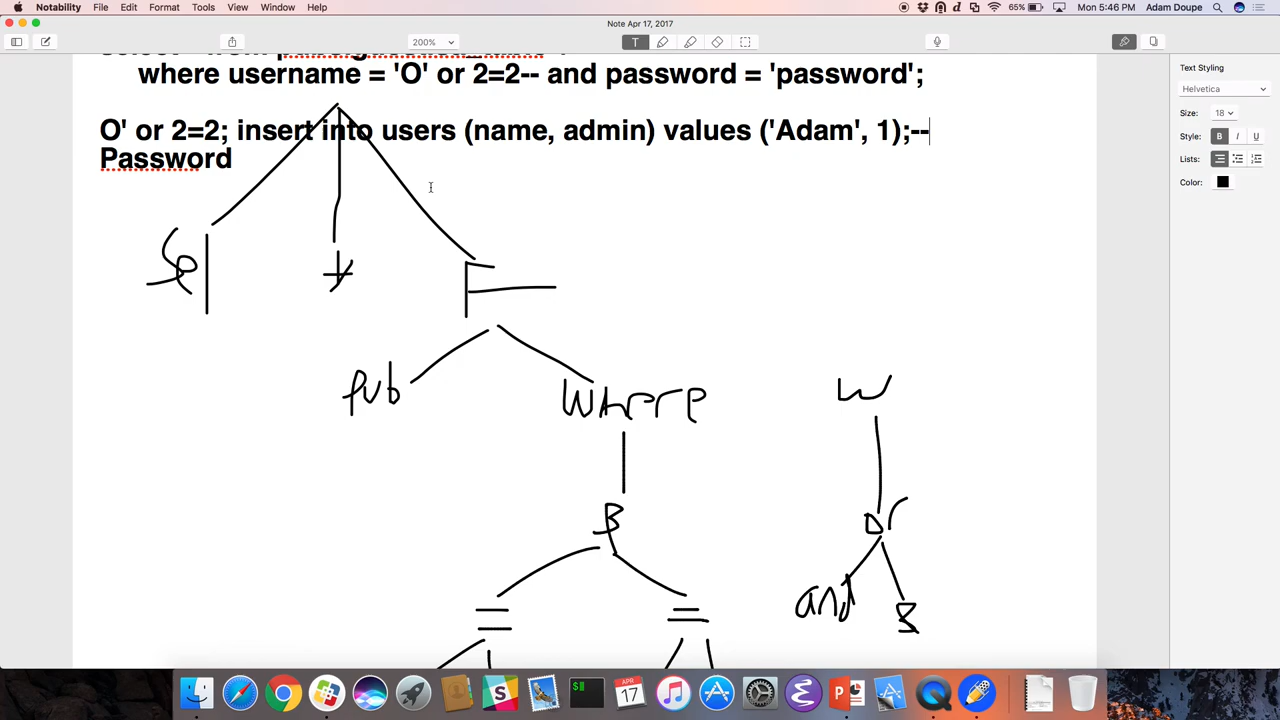 Notability File Edit Format Tools View Window Help 65% Mon 5:46 PM Adam Doupe
Note Apr 17, 2017
200%
T
where username = 'O' or 2=2-- and password = 'password';
O' or 2=2; insert into users (name, admin) values ('Adam', 1);--
Password
Text Styling
Helvetica
Size: 18
Style: B I U
Lists:
Color:
Sel * F
pub Where W
B or
and B
= =
APR
17